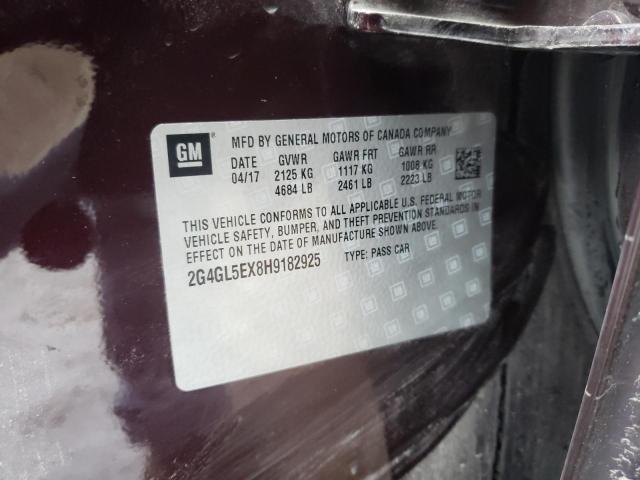 GM
MFD BY GENERAL MOTORS OF CANADA COMPANY
DATE GVWR GAWR FRT GAWR RR
04/17 2125 KG 1117 KG 1008 KG
4684 LB 2461 LB 2223 LB
THIS VEHICLE CONFORMS TO ALL APPLICABLE U.S. FEDERAL MOTOR
VEHICLE SAFETY, BUMPER, AND THEFT PREVENTION STANDARDS IN
EFFECT ON THE DATE OF MANUFACTURE SHOWN ABOVE.
2G4GL5EX8H9182925 TYPE: PASS CAR